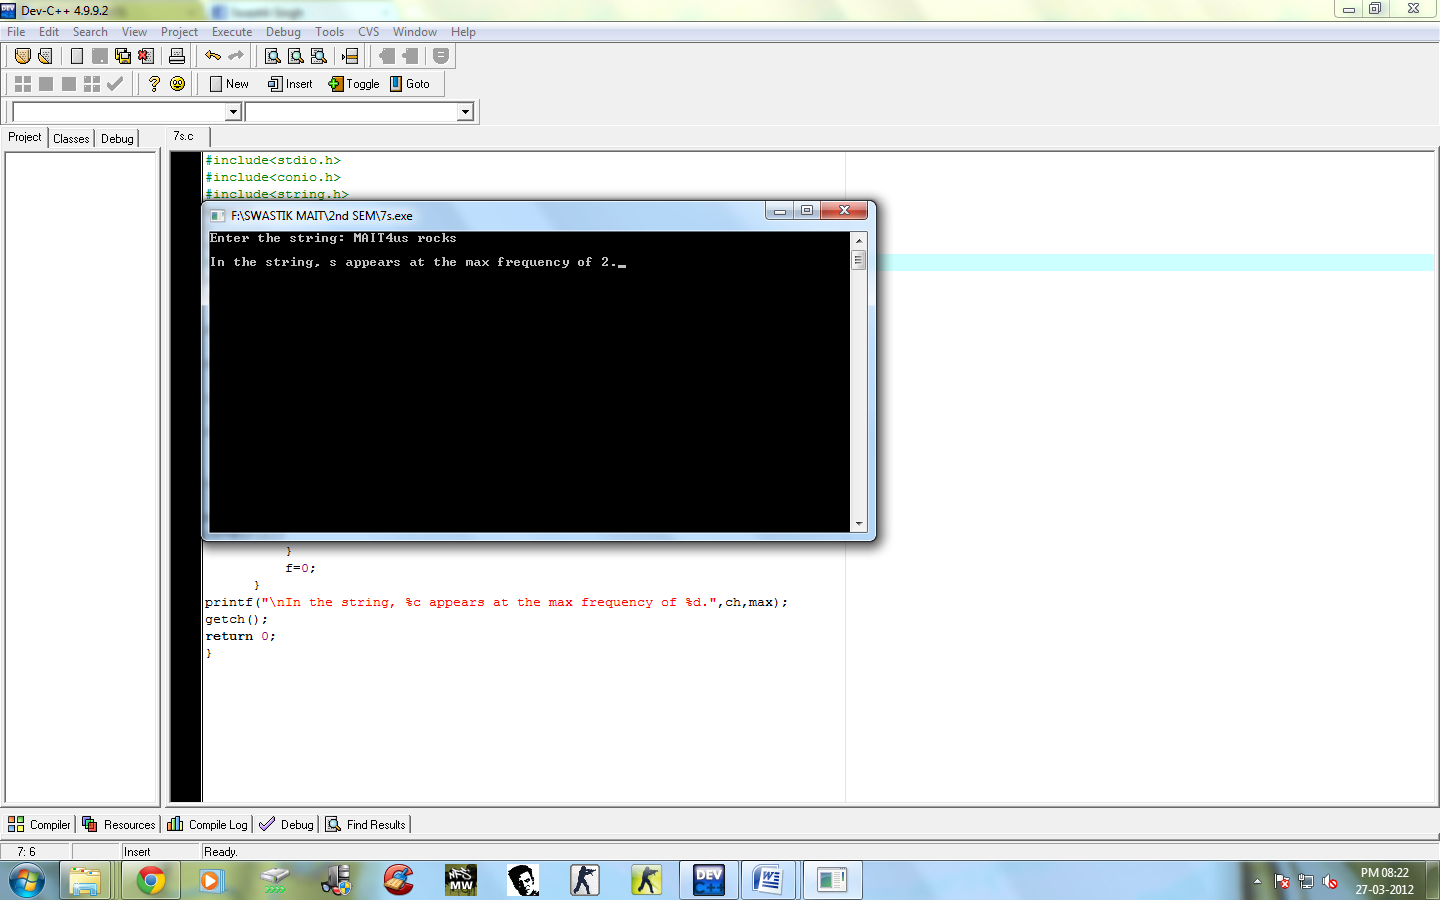 Dev-C++ 4.9.9.2
File Edit Search View Project Execute Debug Tools CVS Window Help
New Insert Toggle Goto
Project Classes Debug
7s.c
#include<stdio.h>
#include<conio.h>
#include<string.h>
F:\SWASTIK MAIT\2nd SEM\7s.exe
Enter the string: MAIT4us rocks
In the string, s appears at the max frequency of 2._
}
f=0;
}
printf("\nIn the string, %c appears at the max frequency of %d.",ch,max);
getch();
return 0;
}
Compiler Resources Compile Log Debug Find Results
7: 6 Insert Ready.
NFS MW DEV C++
PM 08:22
27-03-2012